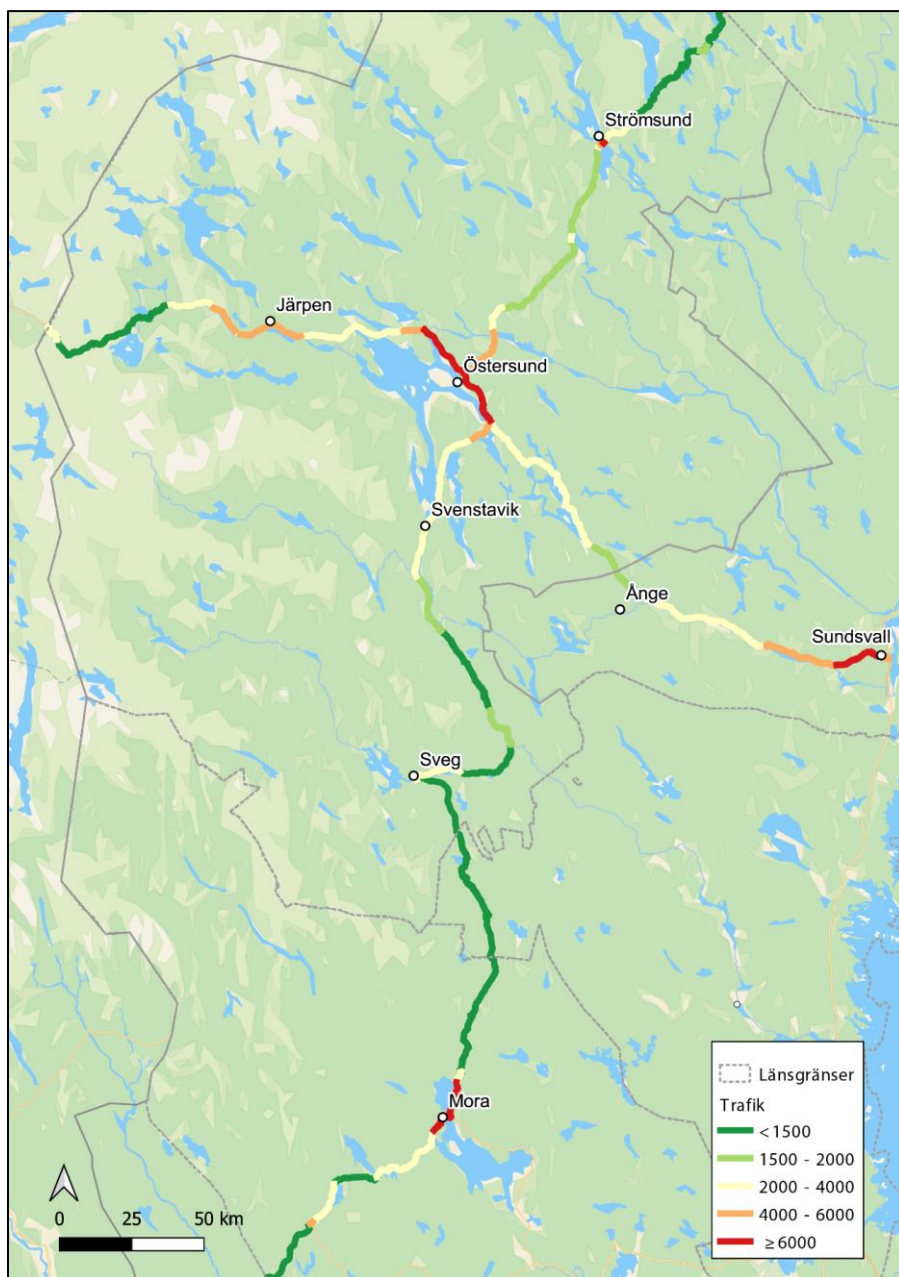 Strömsund
Järpen
Östersund
Svenstavik
Ånge
Sundsvall
Sveg
Mora
Länsgränser
Trafik
<1500
1500 - 2000
2000 - 4000
4000 - 6000
≥6000
0 25 50 km